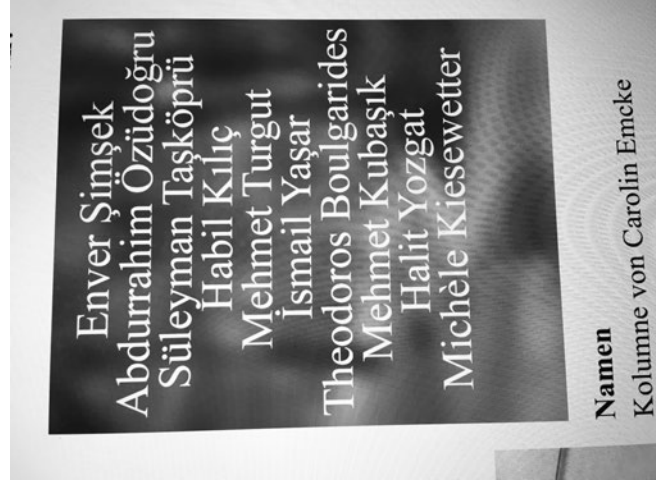 Enver Şimşek
Abdurrahim Özüdoğru
Süleyman Taşköprü
Habil Kılıç
Mehmet Turgut
İsmail Yaşar
Theodoros Boulgarides
Mehmet Kubaşık
Halit Yozgat
Michèle Kiesewetter
Namen
Kolumne von Carolin Emcke